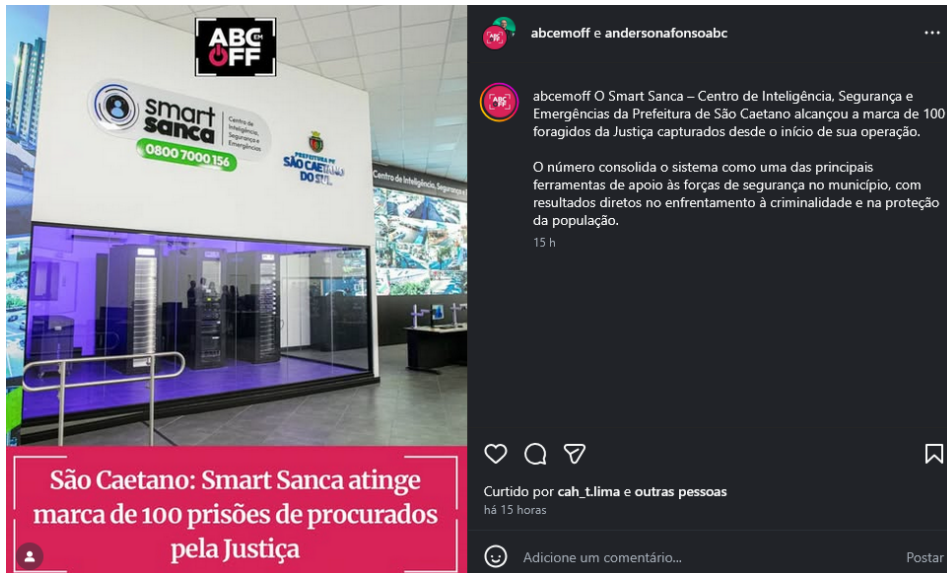 ABC EM
OFF
smart
sanca
Centro de
Inteligência,
Segurança e
Emergências
0800 7000 156
PREFEITURA DE
SÃO CAETANO
DO SUL
Centro de Inteligência, Segurança e
São Caetano: Smart Sanca atinge
marca de 100 prisões de procurados
pela Justiça
abcemoff e andersonafonsoabc
abcemoff O Smart Sanca – Centro de Inteligência, Segurança e
Emergências da Prefeitura de São Caetano alcançou a marca de 100
foragidos da Justiça capturados desde o início de sua operação.
O número consolida o sistema como uma das principais
ferramentas de apoio às forças de segurança no município, com
resultados diretos no enfrentamento à criminalidade e na proteção
da população.
15 h
Curtido por cah_t.lima e outras pessoas
há 15 horas
Adicione um comentário...
Postar